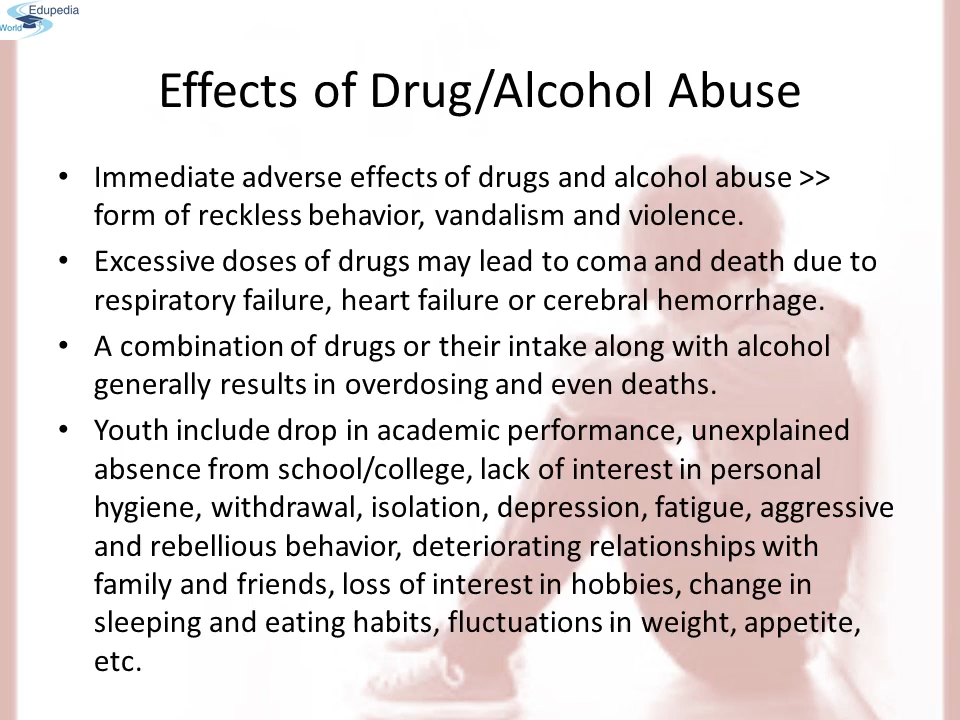 Edupedia
World
Effects of Drug/Alcohol Abuse
• Immediate adverse effects of drugs and alcohol abuse >>
form of reckless behavior, vandalism and violence.
• Excessive doses of drugs may lead to coma and death due to
respiratory failure, heart failure or cerebral hemorrhage.
• A combination of drugs or their intake along with alcohol
generally results in overdosing and even deaths.
• Youth include drop in academic performance, unexplained
absence from school/college, lack of interest in personal
hygiene, withdrawal, isolation, depression, fatigue, aggressive
and rebellious behavior, deteriorating relationships with
family and friends, loss of interest in hobbies, change in
sleeping and eating habits, fluctuations in weight, appetite,
etc.